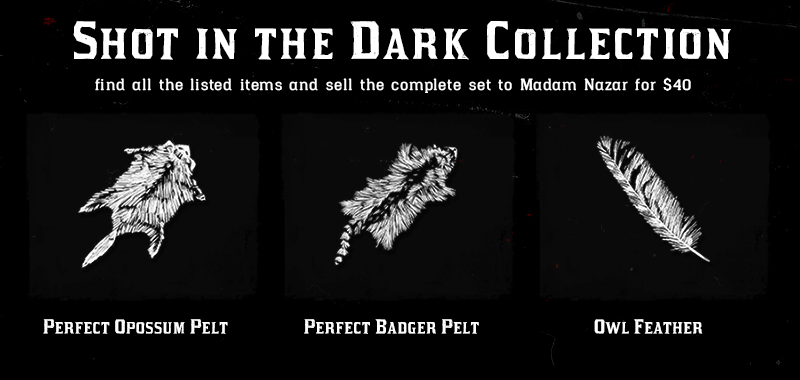 Shot in the Dark Collection
find all the listed items and sell the complete set to Madam Nazar for $40
Perfect Opossum Pelt
Perfect Badger Pelt
Owl Feather